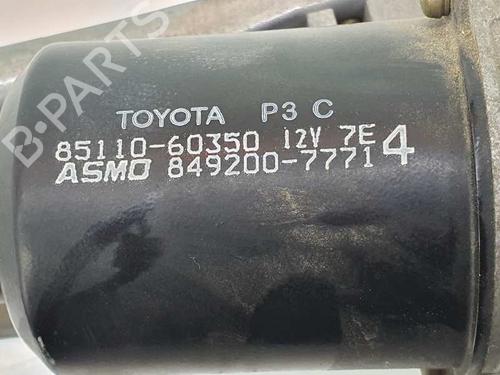 B-PARTS
TOYOTA P3 C
85110-60350 12V 7E 4
ASMO 849200-7771